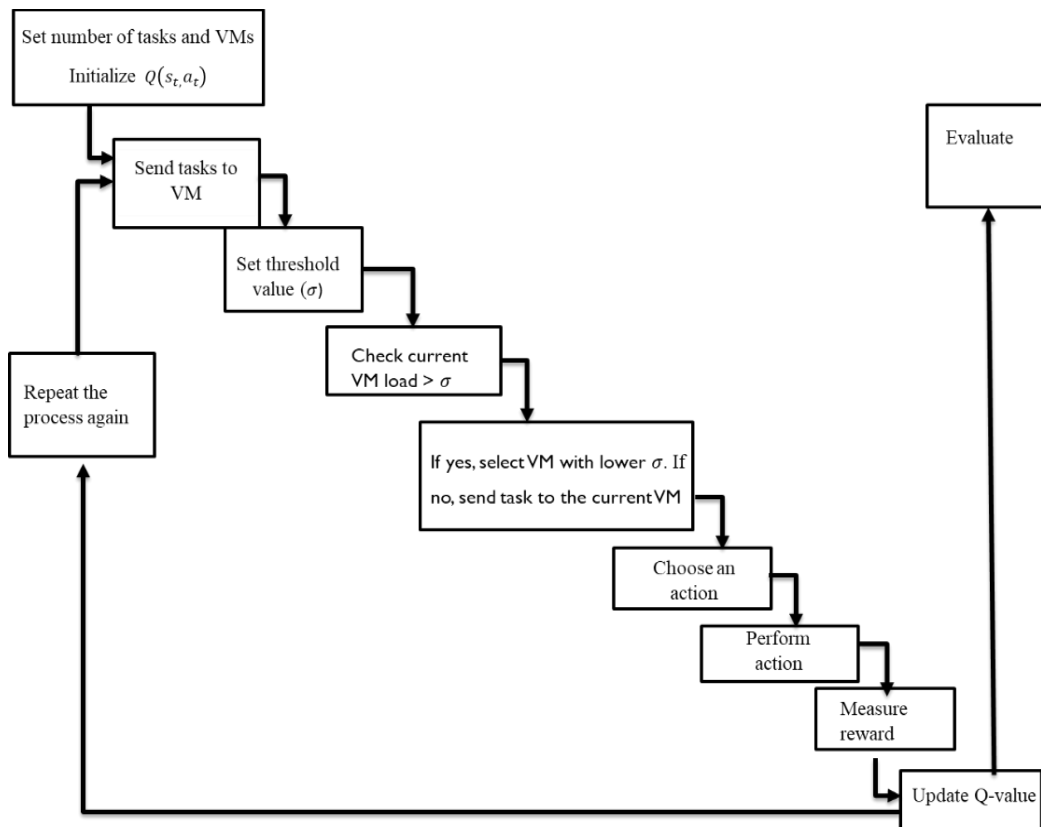 Set number of tasks and VMs
Initialize Q(s_t, a_t)
Send tasks to
VM
Set threshold
value (σ)
Check current
VM load > σ
If yes, select VM with lower σ. If
no, send task to the current VM
Choose an
action
Perform
action
Measure
reward
Update Q-value
Repeat the
process again
Evaluate